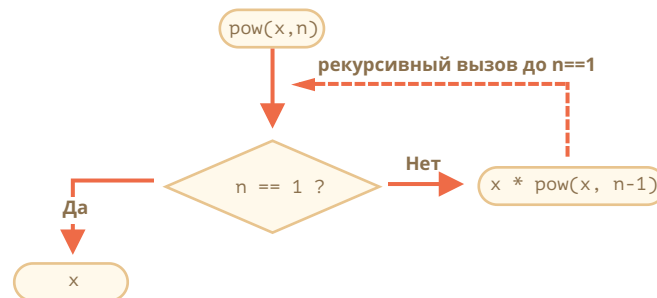 pow(x,n)
рекурсивный вызов до n==1
Нет
n == 1 ?
x * pow(x, n-1)
Да
x